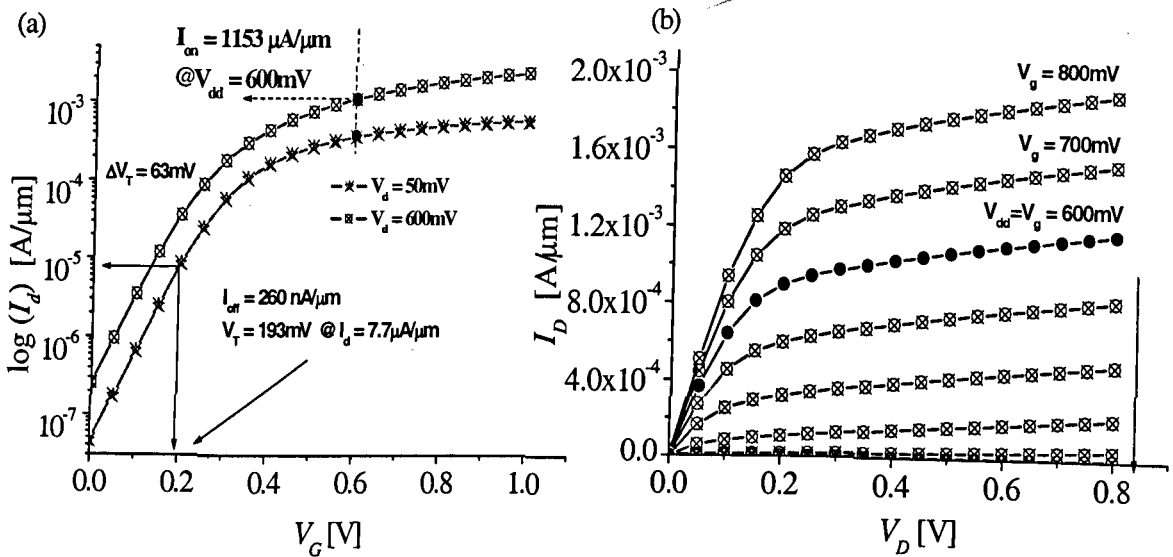 (a)
I_on = 1153 μA/μm
@V_dd = 600mV
ΔV_T = 63mV
V_d = 50mV
V_d = 600mV
I_off = 260 nA/μm
V_T = 193mV @ I_d = 7.7μA/μm
log (I_d) [A/μm]
10^-3
10^-4
10^-5
10^-6
10^-7
0.0 0.2 0.4 0.6 0.8 1.0
V_G [V]
(b)
V_g = 800mV
V_g = 700mV
V_dd=V_g = 600mV
I_D [A/μm]
2.0x10^-3
1.6x10^-3
1.2x10^-3
8.0x10^-4
4.0x10^-4
0.0
0.0 0.2 0.4 0.6 0.8
V_D [V]